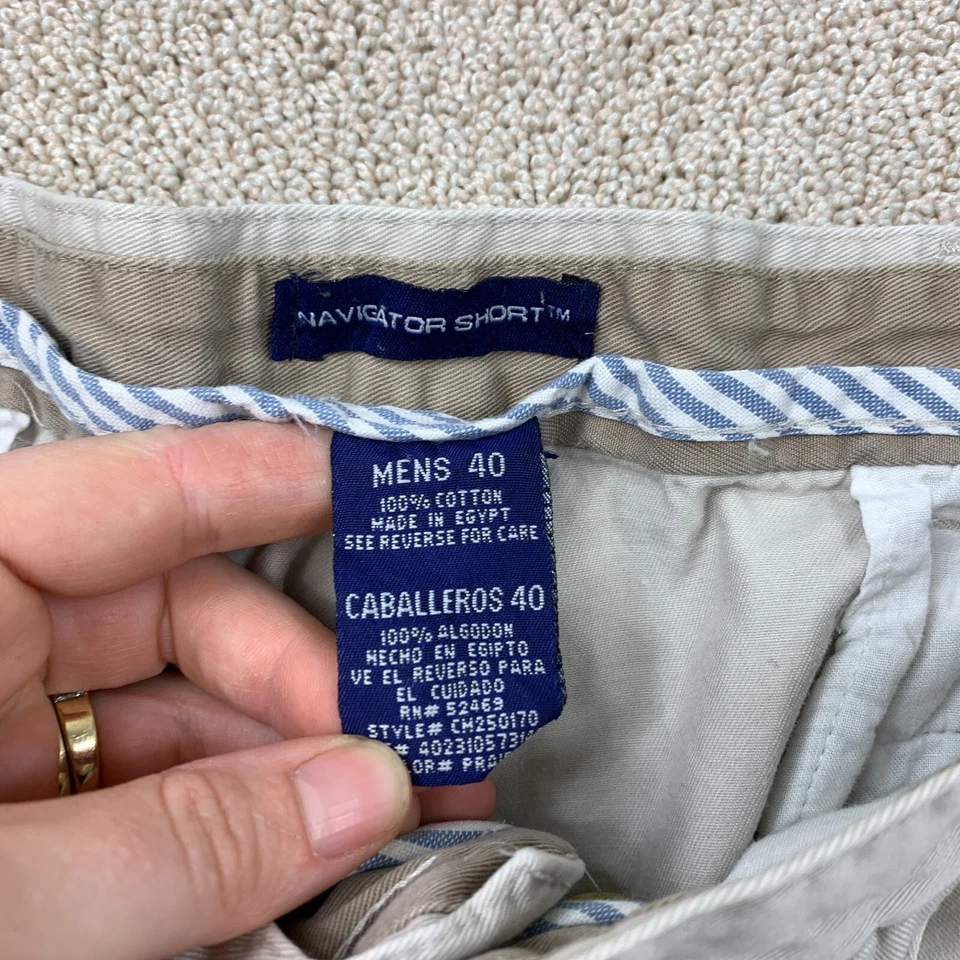 NAVIGATOR SHORT™
MENS 40
100% COTTON
MADE IN EGYPT
SEE REVERSE FOR CARE
CABALLEROS 40
100% ALGODON
HECHO EN EGIPTO
VE EL REVERSO PARA
EL CUIDADO
RN# 52469
STYLE# CM250170